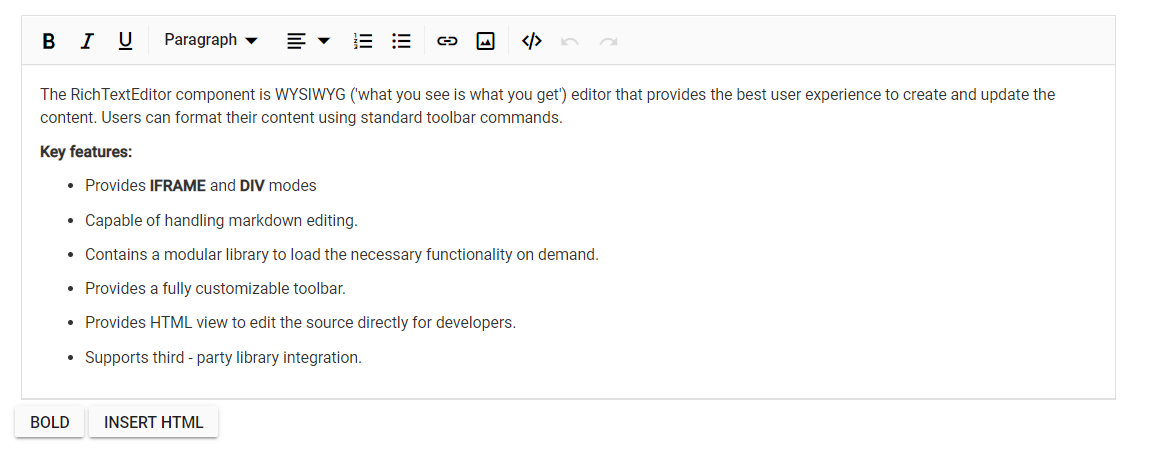 B I U Paragraph </>
The RichTextEditor component is WYSIWYG ('what you see is what you get') editor that provides the best user experience to create and update the
content. Users can format their content using standard toolbar commands.
Key features:
• Provides IFRAME and DIV modes
• Capable of handling markdown editing.
• Contains a modular library to load the necessary functionality on demand.
• Provides a fully customizable toolbar.
• Provides HTML view to edit the source directly for developers.
• Supports third - party library integration.
BOLD INSERT HTML